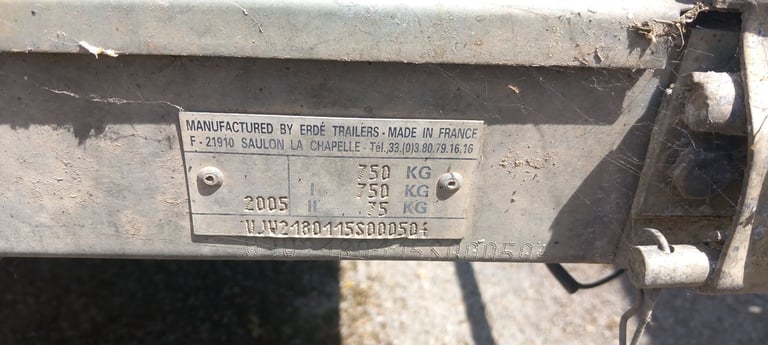 MANUFACTURED BY ERDÉ TRAILERS - MADE IN FRANCE
F - 21910 SAULON LA CHAPELLE - Tél.,33.(0)3.80.79.16.16
750 KG
I 750 KG
2005 II 75 KG